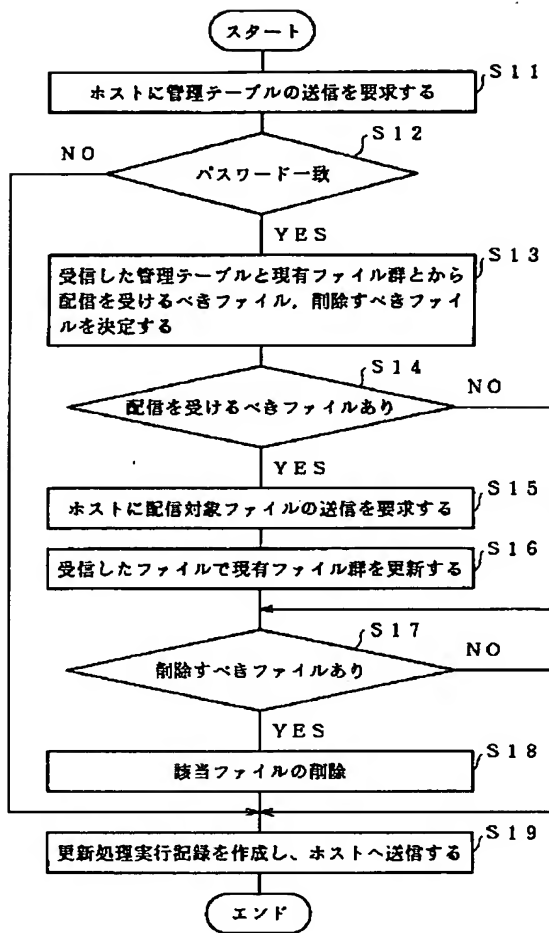 スタート
S11
ホストに管理テーブルの送信を要求する
S12
NO
パスワード一致
YES
S13
受信した管理テーブルと現有ファイル群とから
配信を受けるべきファイル，削除すべきファイ
ルを決定する
S14
NO
配信を受けるべきファイルあり
YES
S15
ホストに配信対象ファイルの送信を要求する
S16
受信したファイルで現有ファイル群を更新する
S17
NO
削除すべきファイルあり
YES
S18
該当ファイルの削除
S19
更新処理実行記録を作成し、ホストへ送信する
エンド